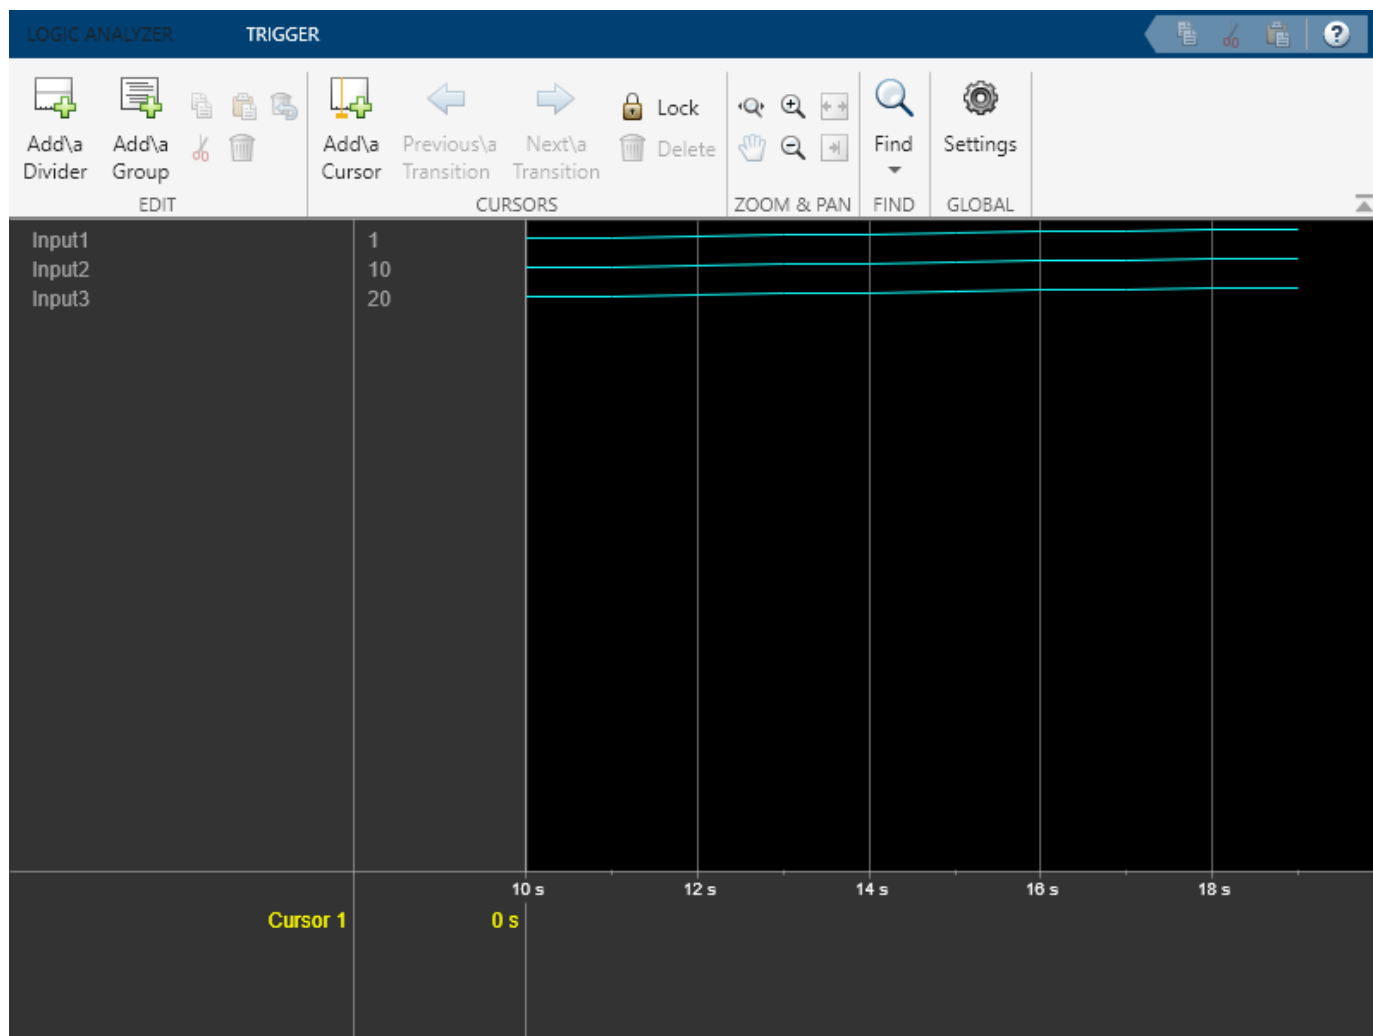 LOGIC ANALYZER TRIGGER ?
Add\a Divider
Add\a Group
Add\a Cursor
Previous\a Transition
Next\a Transition
Lock
Delete
Find
Settings
EDIT CURSORS ZOOM & PAN FIND GLOBAL
Input1 1
Input2 10
Input3 20
10 s 12 s 14 s 16 s 18 s
Cursor 1 0 s